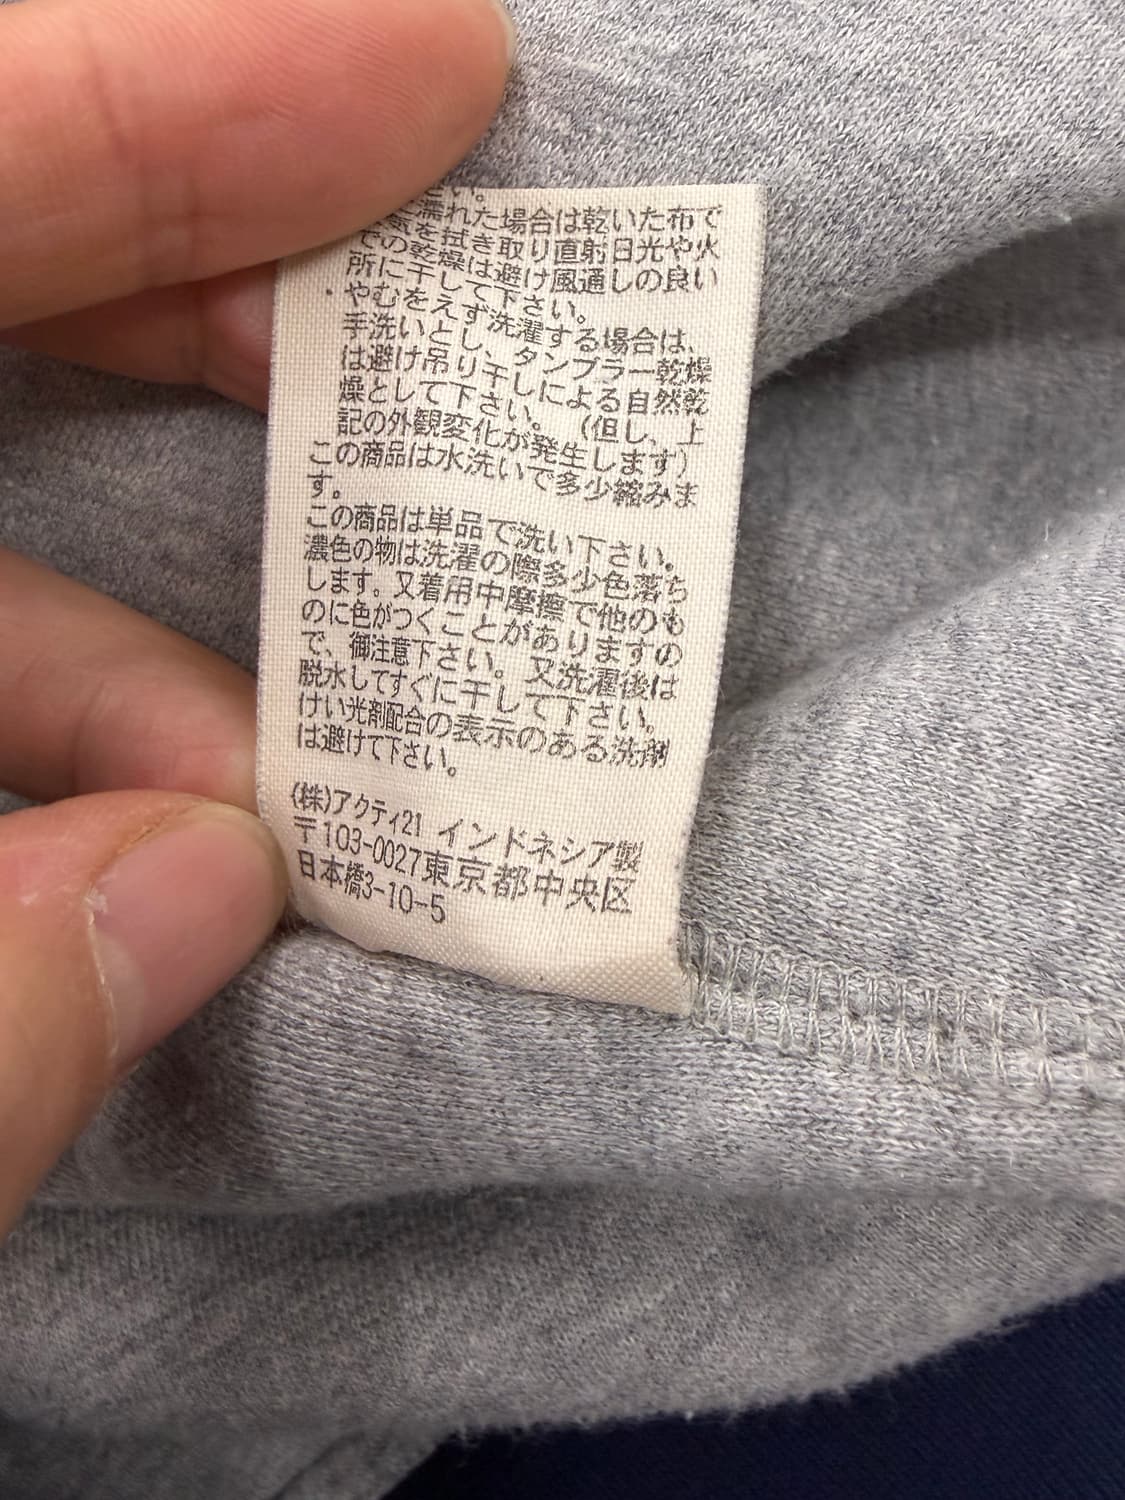 い。
濡れた場合は乾いた布で
気を拭き取り直射日光や火
での乾燥は避け風通しの良い
所に干して下さい。
・やむをえず洗濯する場合は、
手洗いとし、タンブラー乾燥
は避け吊り干しによる自然乾
燥として下さい。（但し、上
記の外観変化が発生します）
この商品は水洗いで多少縮みま
す。
この商品は単品で洗い下さい。
濃色の物は洗濯の際多少色落ち
します。又着用中摩擦で他のも
のに色がつくことがありますの
で、御注意下さい。又洗濯後は
脱水してすぐに干して下さい。
けい光剤配合の表示のある洗剤
は避けて下さい。
(株)アクティ21 インドネシア製
〒103-0027東京都中央区
日本橋3-10-5